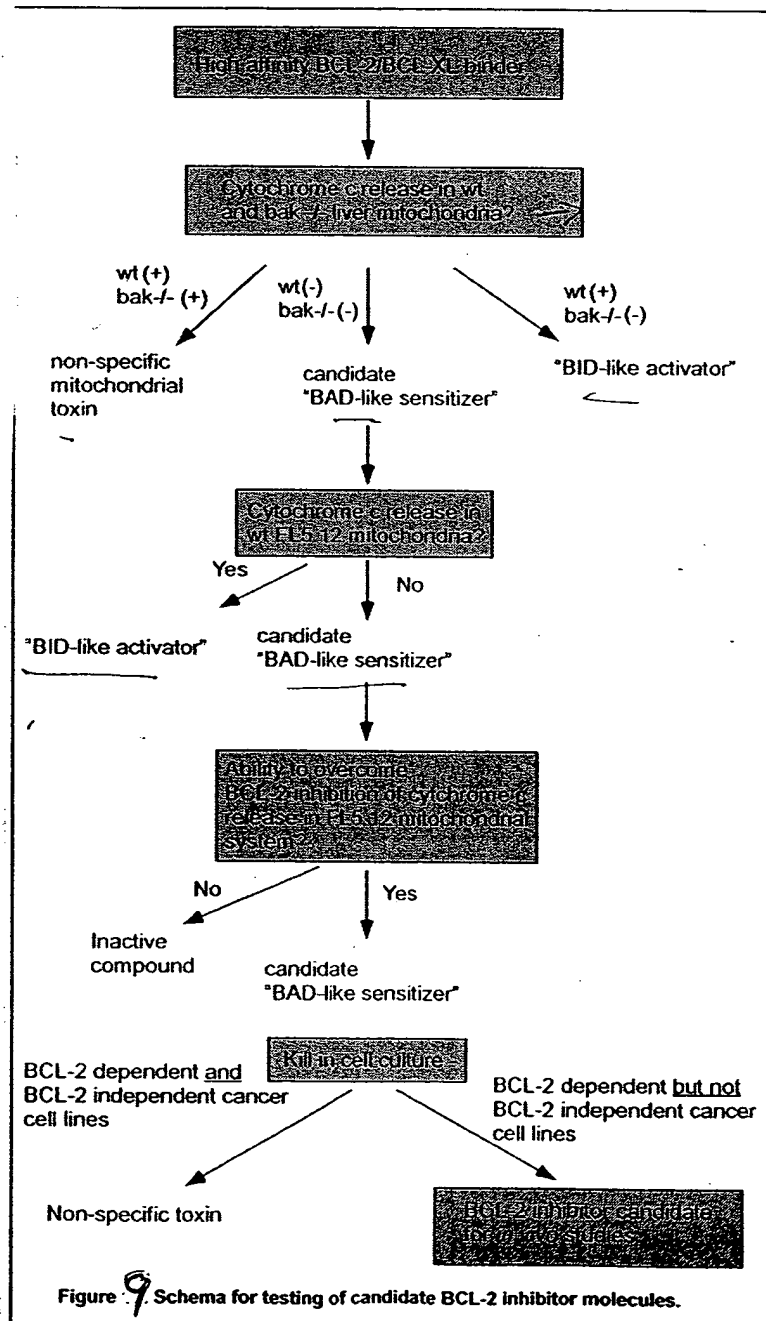 High affinity BCL-2/BCL-XL binder
Cytochrome c release in wt
and bak-/- liver mitochondria?
wt (+)
bak-/- (+)
wt(-)
bak-/- (-)
wt(+)
bak-/- (-)
non-specific
mitochondrial
toxin
candidate
"BAD-like sensitizer"
"BID-like activator"
Cytochrome c release in
wt FL5.12 mitochondria?
Yes
No
"BID-like activator"
candidate
"BAD-like sensitizer"
Ability to overcome
BCL-2 inhibition of cytchrome c
release in FL5.12 mitochondrial
system?
No
Yes
Inactive
compound
candidate
"BAD-like sensitizer"
Kill in cell culture
BCL-2 dependent and
BCL-2 independent cancer
cell lines
BCL-2 dependent but not
BCL-2 independent cancer
cell lines
Non-specific toxin
BCL-2 inhibitor candidate
for in vivo studies
Figure 9. Schema for testing of candidate BCL-2 inhibitor molecules.